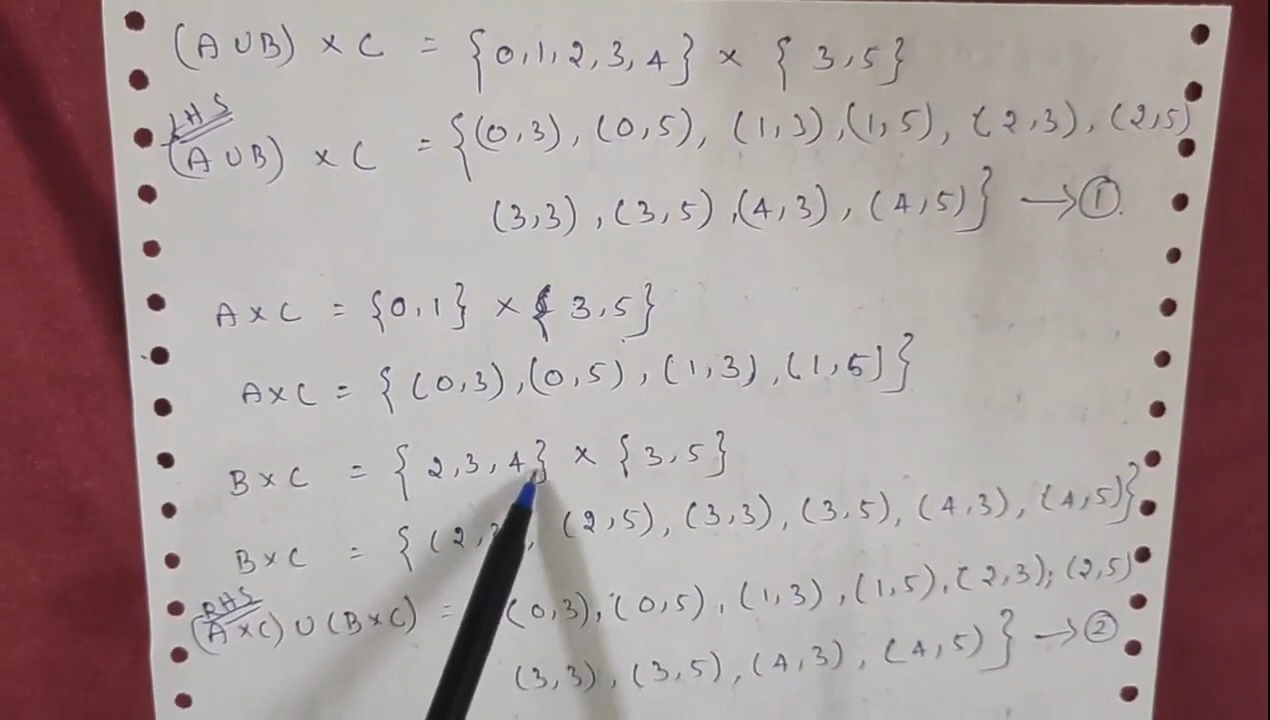 (A∪B) × C = {0,1,2,3,4} × {3,5}
LHS
(A∪B) × C = {(0,3), (0,5), (1,3), (1,5), (2,3), (2,5)
(3,3), (3,5), (4,3), (4,5)} → ①.
A×C = {0,1} × {3,5}
A×C = {(0,3), (0,5), (1,3), (1,5)}
B×C = {2,3,4} × {3,5}
B×C = {(2, , (2,5), (3,3), (3,5), (4,3), (4,5)}
RHS
(A×C) ∪ (B×C) = (0,3), (0,5), (1,3), (1,5), (2,3), (2,5)
(3,3), (3,5), (4,3), (4,5)} → ②